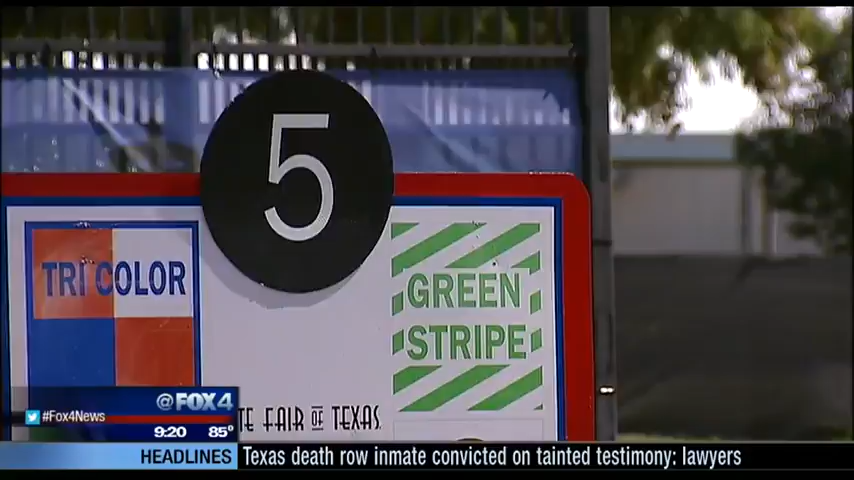 5
TRI COLOR
GREEN
STRIPE
TE FAIR OF TEXAS.
@FOX4
#Fox4News
9:20 85°
HEADLINES Texas death row inmate convicted on tainted testimony: lawyers